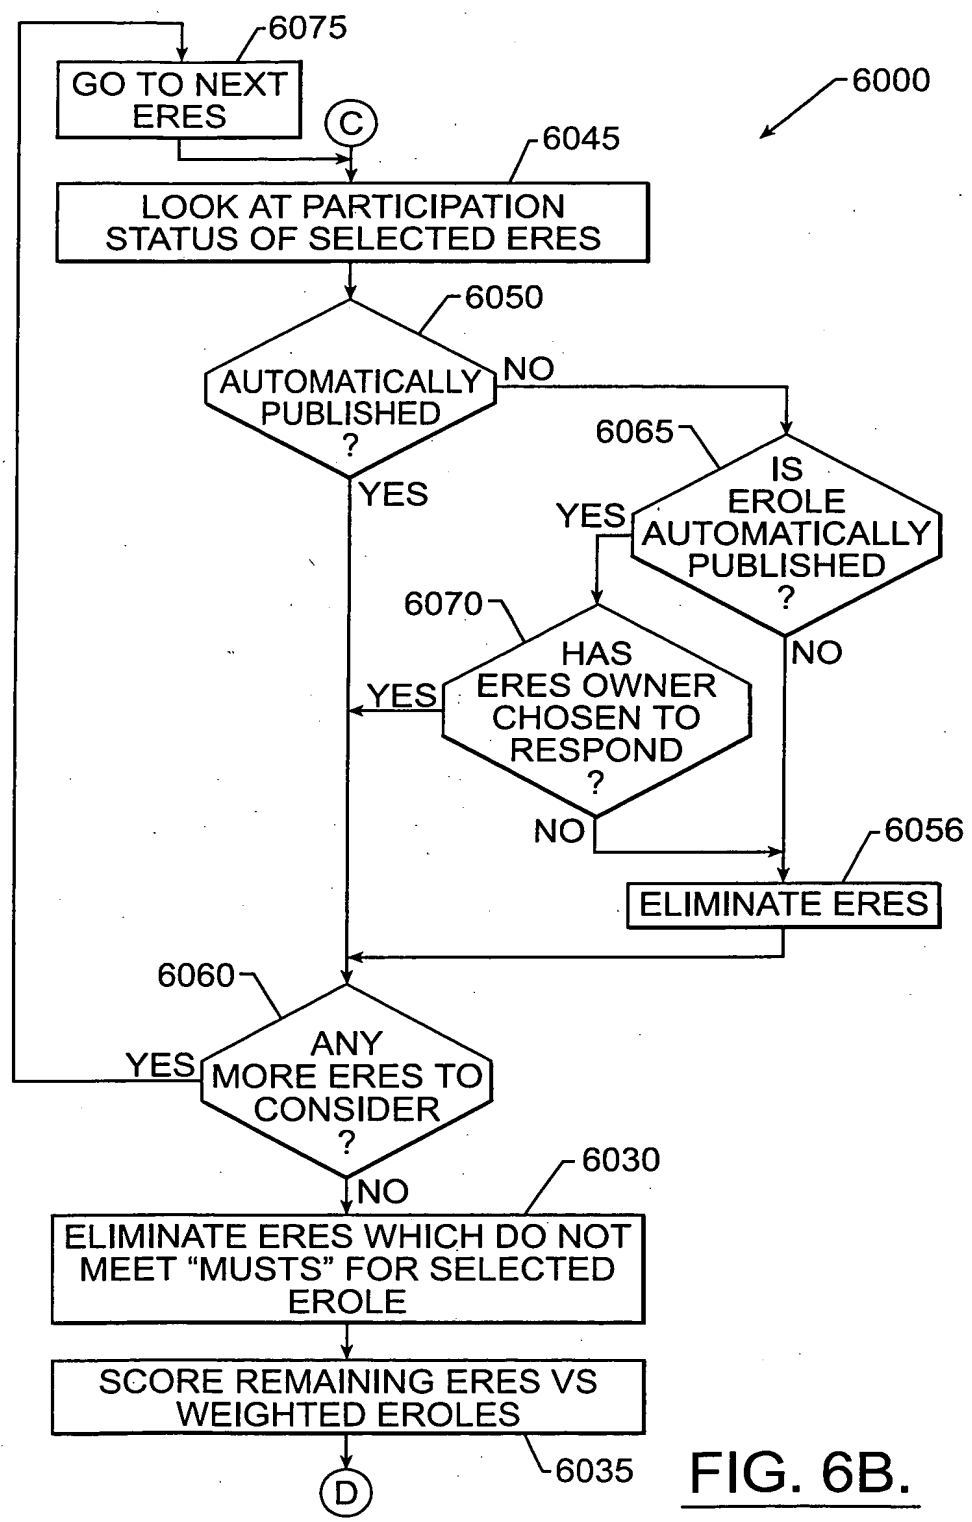 6075
GO TO NEXT
ERES
6000
C
6045
LOOK AT PARTICIPATION
STATUS OF SELECTED ERES
6050
AUTOMATICALLY
PUBLISHED
?
NO
YES
6065
IS
EROLE
AUTOMATICALLY
PUBLISHED
?
YES
NO
6070
HAS
ERES OWNER
CHOSEN TO
RESPOND
?
YES
NO
6056
ELIMINATE ERES
6060
ANY
MORE ERES TO
CONSIDER
?
YES
NO
6030
ELIMINATE ERES WHICH DO NOT
MEET “MUSTS” FOR SELECTED
EROLE
SCORE REMAINING ERES VS
WEIGHTED EROLES
6035
D
FIG. 6B.